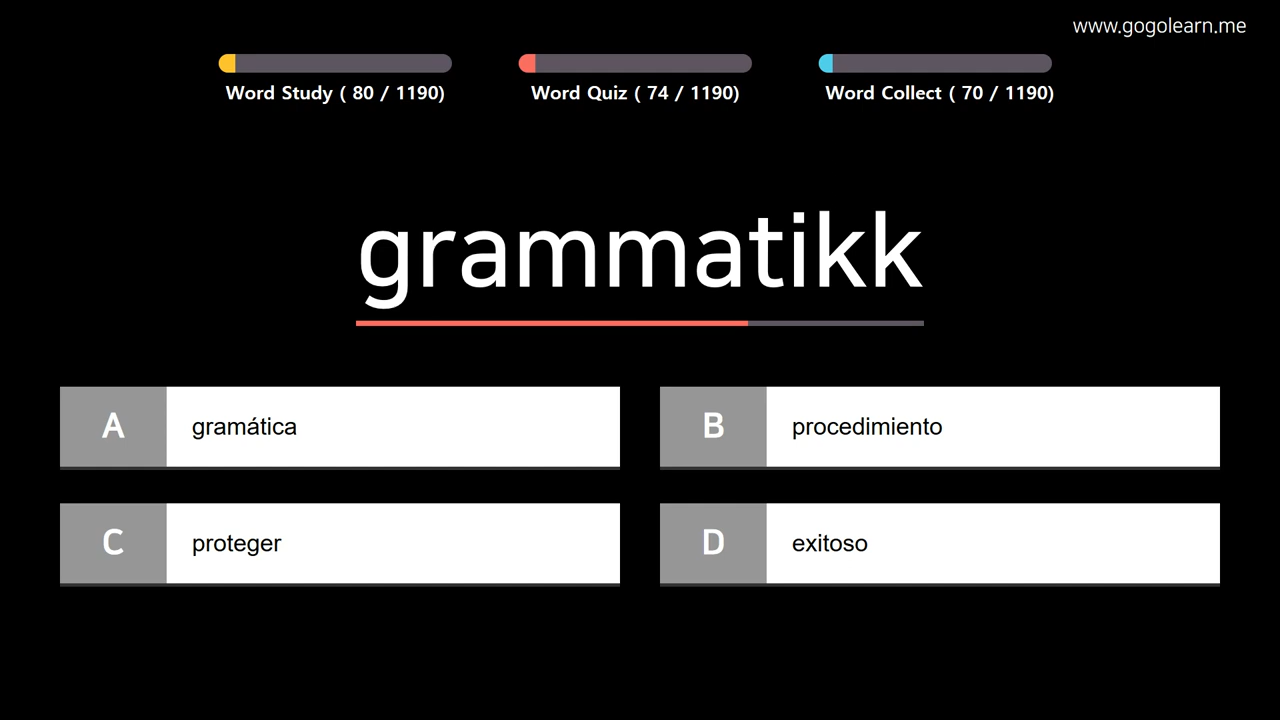 www.gogolearn.me
Word Study ( 80 / 1190)
Word Quiz ( 74 / 1190)
Word Collect ( 70 / 1190)
grammatikk
A gramática
B procedimiento
C proteger
D exitoso